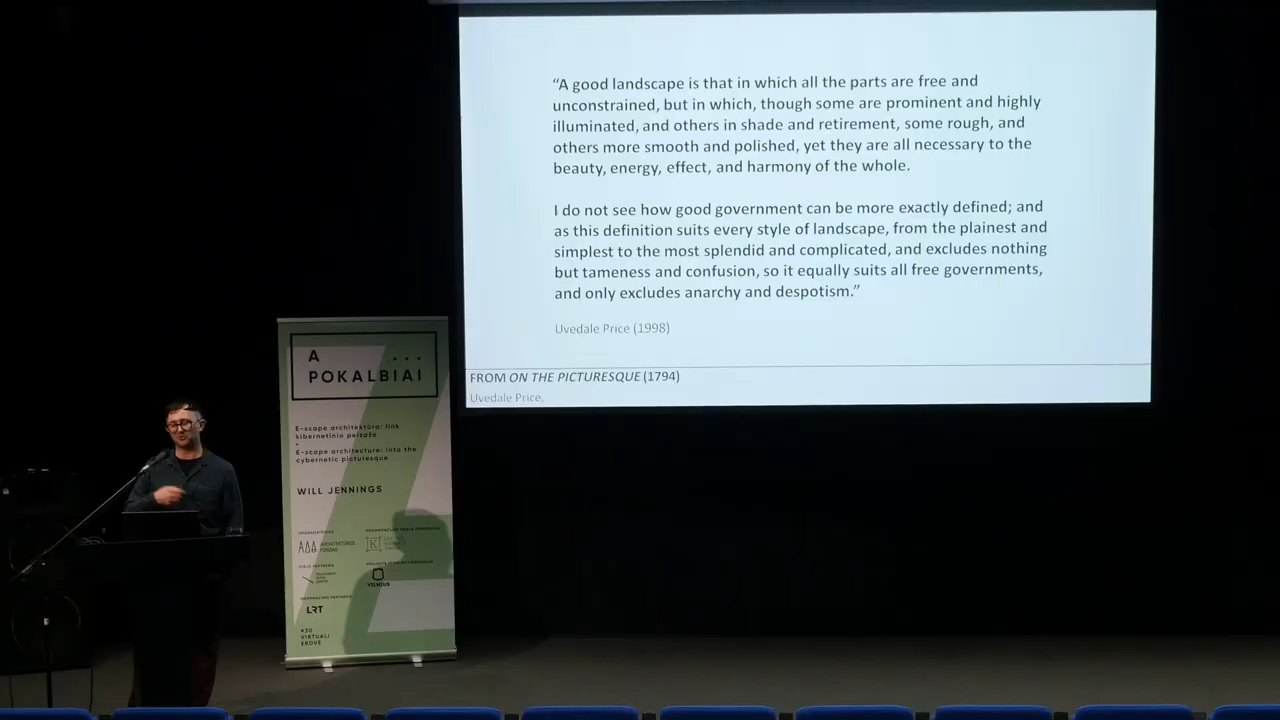 “A good landscape is that in which all the parts are free and
unconstrained, but in which, though some are prominent and highly
illuminated, and others in shade and retirement, some rough, and
others more smooth and polished, yet they are all necessary to the
beauty, energy, effect, and harmony of the whole.
I do not see how good government can be more exactly defined; and
as this definition suits every style of landscape, from the plainest and
simplest to the most splendid and complicated, and excludes nothing
but tameness and confusion, so it equally suits all free governments,
and only excludes anarchy and despotism.”
Uvedale Price (1998)
FROM ON THE PICTURESQUE (1794)
Uvedale Price,
A ...
POKALBIAI
E-scape architektūra: link
kibernetinio peizažo
-
E-scape architecture: into the
cybernetic picturesque
WILL JENNINGS
ARCHITEKTŪROS
FONDAS
K
VILNIUS
LRT
#30
VIRTUALI
ERDVĖ